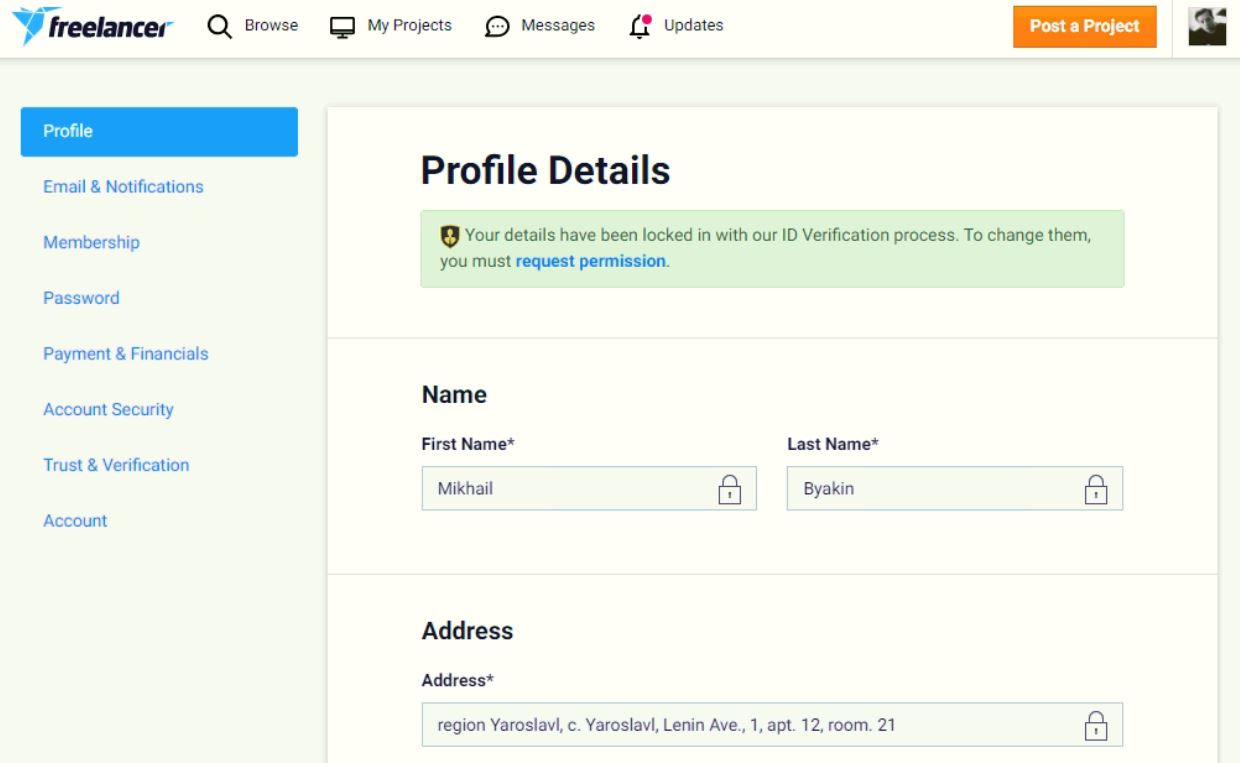 freelancer Browse My Projects Messages Updates Post a Project
Profile
Email & Notifications
Membership
Password
Payment & Financials
Account Security
Trust & Verification
Account
Profile Details
Your details have been locked in with our ID Verification process. To change them,
you must request permission.
Name
First Name* Last Name*
Mikhail Byakin
Address
Address*
region Yaroslavl, c. Yaroslavl, Lenin Ave., 1, apt. 12, room. 21